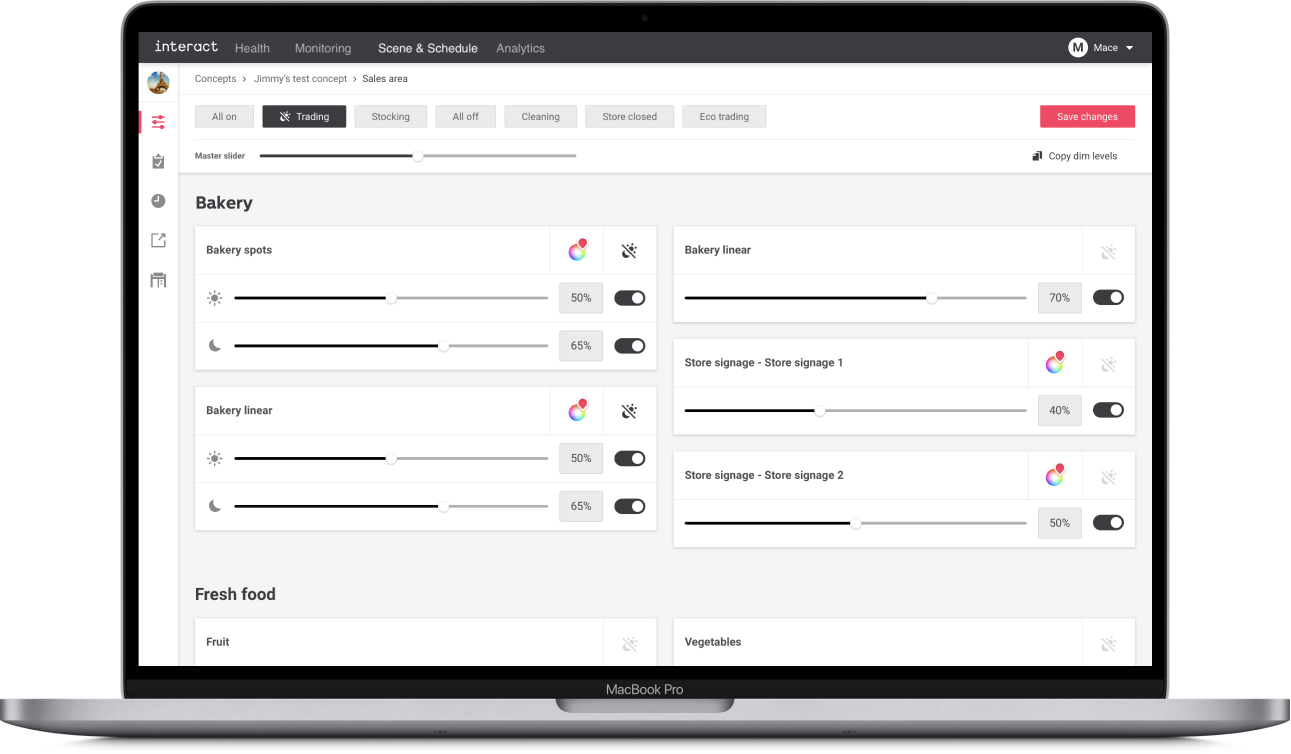 interact Health Monitoring Scene & Schedule Analytics M Mace
Concepts > Jimmy's test concept > Sales area
All on Trading Stocking All off Cleaning Store closed Eco trading Save changes
Master slider Copy dim levels
Bakery
Bakery spots
50%
65%
Bakery linear
50%
65%
Bakery linear
70%
Store signage - Store signage 1
40%
Store signage - Store signage 2
50%
Fresh food
Fruit
Vegetables
MacBook Pro